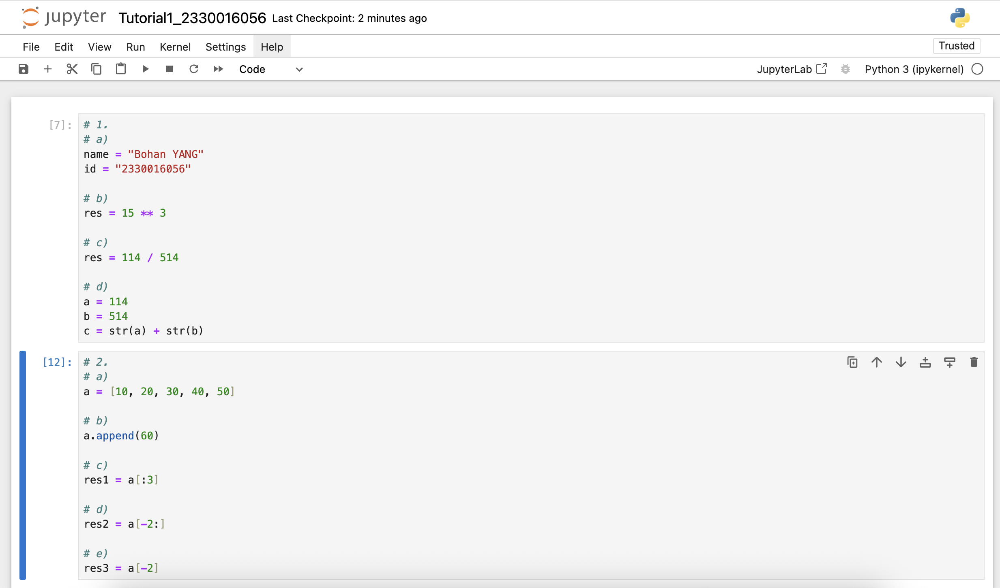 jupyter Tutorial1_2330016056 Last Checkpoint: 2 minutes ago
File Edit View Run Kernel Settings Help Trusted
Code JupyterLab Python 3 (ipykernel)
[7]: # 1.
# a)
name = "Bohan YANG"
id = "2330016056"
# b)
res = 15 ** 3
# c)
res = 114 / 514
# d)
a = 114
b = 514
c = str(a) + str(b)
[12]: # 2.
# a)
a = [10, 20, 30, 40, 50]
# b)
a.append(60)
# c)
res1 = a[:3]
# d)
res2 = a[-2:]
# e)
res3 = a[-2]